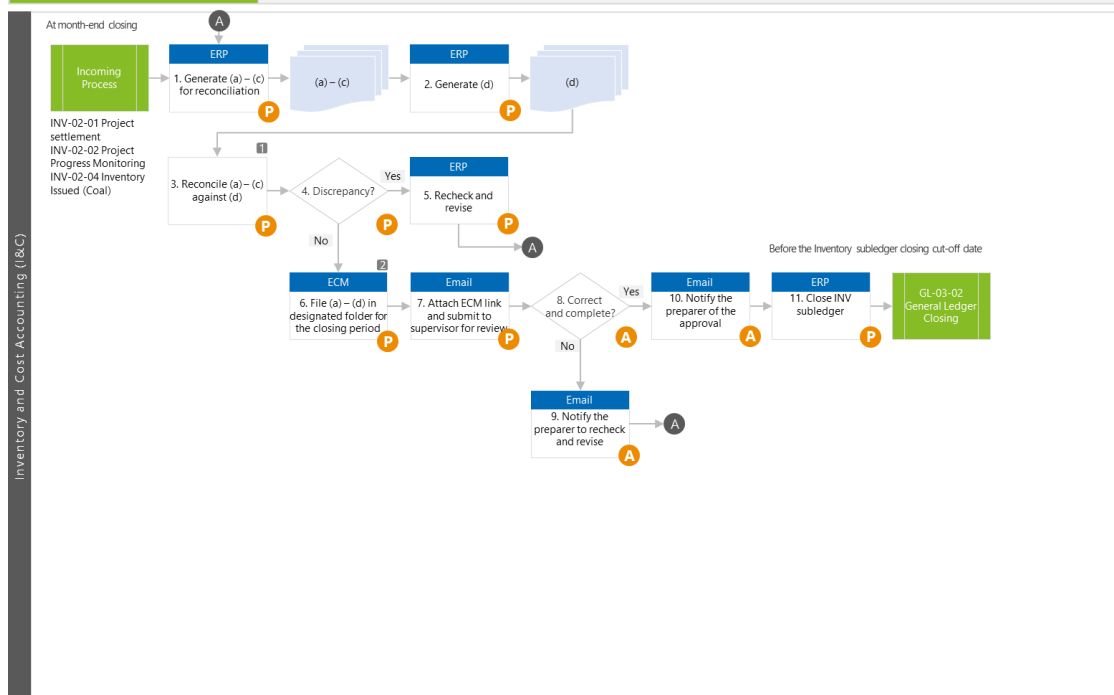 At month-end closing
A
Incoming
Process
ERP
1. Generate (a) – (c)
for reconciliation
P
(a) – (c)
ERP
2. Generate (d)
P
(d)
INV-02-01 Project
settlement
INV-02-02 Project
Progress Monitoring
INV-02-04 Inventory
Issued (Coal)
1
3. Reconcile (a) – (c)
against (d)
P
4. Discrepancy?
P
Yes
ERP
5. Recheck and
revise
P
A
No
Before the Inventory subledger closing cut-off date
2
ECM
6. File (a) – (d) in
designated folder for
the closing period
P
Email
7. Attach ECM link
and submit to
supervisor for review
P
8. Correct
and complete?
A
Yes
Email
10. Notify the
preparer of the
approval
A
ERP
11. Close INV
subledger
P
GL-03-02
General Ledger
Closing
No
Email
9. Notify the
preparer to recheck
and revise
A
A
Inventory and Cost Accounting (I&C)